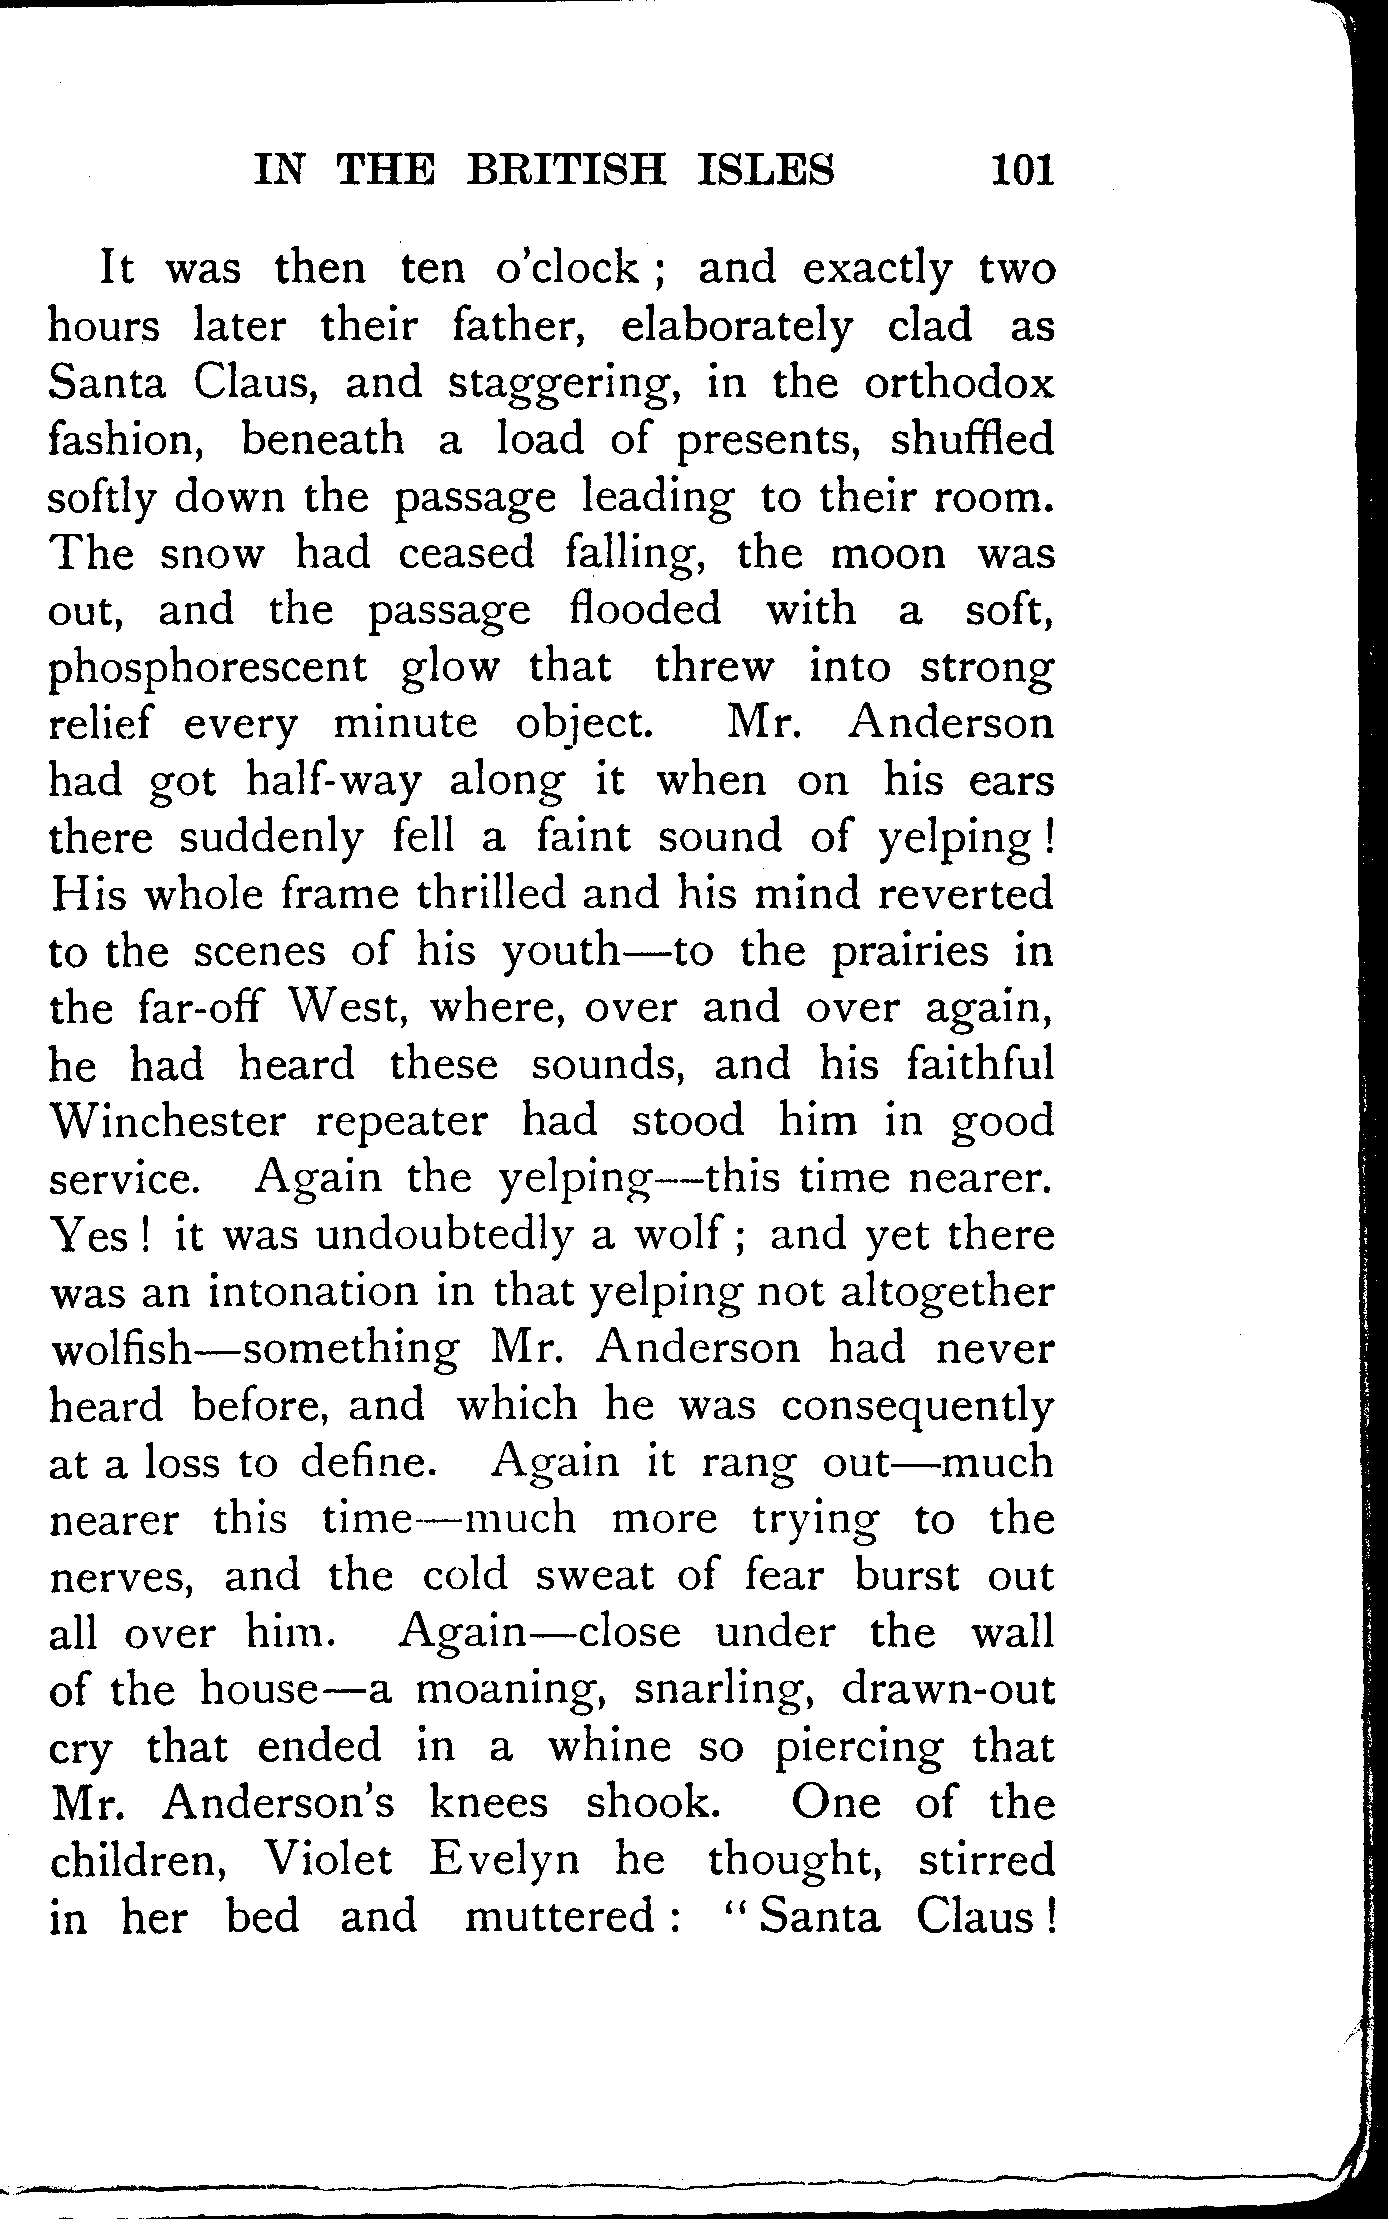 IN THE BRITISH ISLES 101
It was then ten o'clock ; and exactly two
hours later their father, elaborately clad as
Santa Claus, and staggering, in the orthodox
fashion, beneath a load of presents, shuffled
softly down the passage leading to their room.
The snow had ceased falling, the moon was
out, and the passage flooded with a soft,
phosphorescent glow that threw into strong
relief every minute object. Mr. Anderson
had got half-way along it when on his ears
there suddenly fell a faint sound of yelping !
His whole frame thrilled and his mind reverted
to the scenes of his youth—to the prairies in
the far-off West, where, over and over again,
he had heard these sounds, and his faithful
Winchester repeater had stood him in good
service. Again the yelping—this time nearer.
Yes ! it was undoubtedly a wolf ; and yet there
was an intonation in that yelping not altogether
wolfish—something Mr. Anderson had never
heard before, and which he was consequently
at a loss to define. Again it rang out—much
nearer this time—much more trying to the
nerves, and the cold sweat of fear burst out
all over him. Again—close under the wall
of the house—a moaning, snarling, drawn-out
cry that ended in a whine so piercing that
Mr. Anderson's knees shook. One of the
children, Violet Evelyn he thought, stirred
in her bed and muttered : “ Santa Claus !